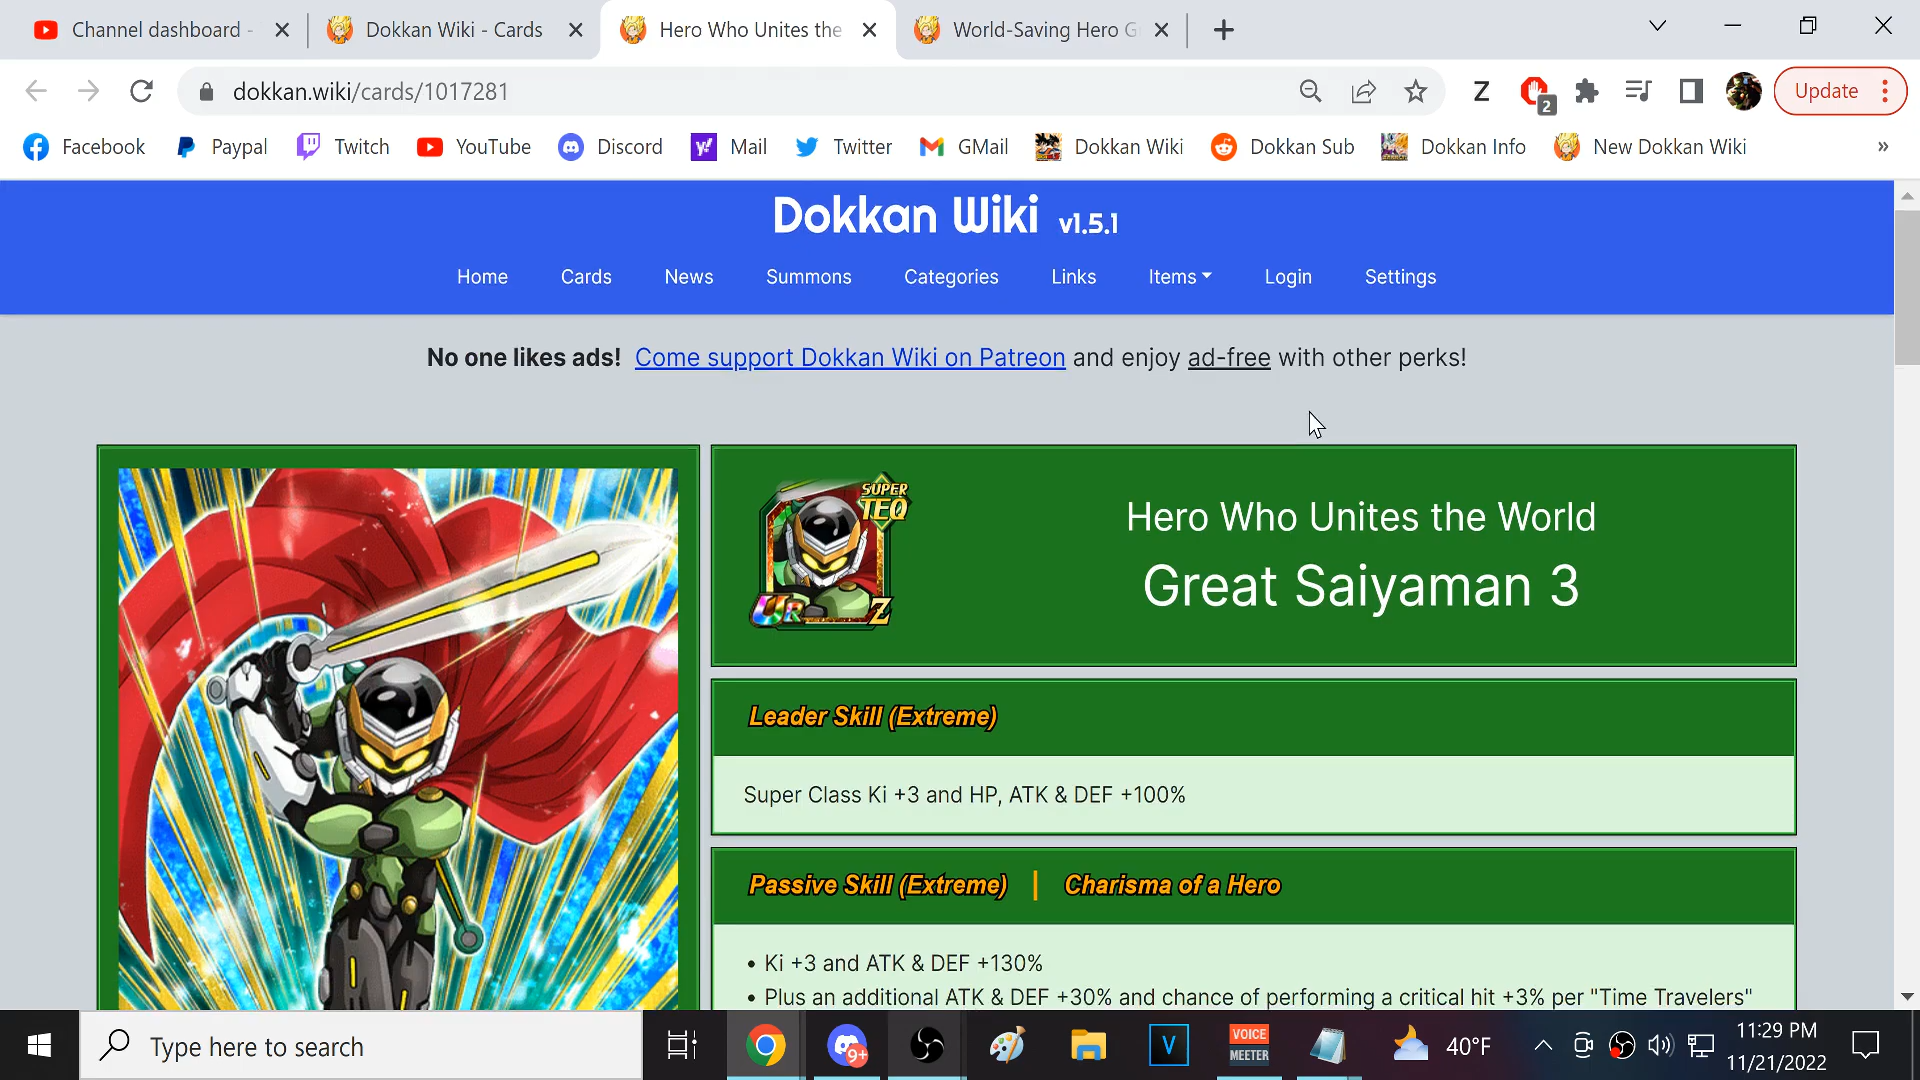 Channel dashboard -
Dokkan Wiki - Cards
Hero Who Unites the
World-Saving Hero G
dokkan.wiki/cards/1017281
Z
2
Update
Facebook
Paypal
Twitch
YouTube
Discord
y!
Mail
Twitter
GMail
Dokkan Wiki
Dokkan Sub
Dokkan Info
New Dokkan Wiki
»
Dokkan Wiki v1.5.1
Home
Cards
News
Summons
Categories
Links
Items
Login
Settings
No one likes ads! Come support Dokkan Wiki on Patreon and enjoy ad-free with other perks!
SUPER
TEQ
UR
Z
Hero Who Unites the World
Great Saiyaman 3
Leader Skill (Extreme)
Super Class Ki +3 and HP, ATK & DEF +100%
Passive Skill (Extreme) | Charisma of a Hero
• Ki +3 and ATK & DEF +130%
• Plus an additional ATK & DEF +30% and chance of performing a critical hit +3% per "Time Travelers"
Type here to search
9+
V
VOICE
MEETER
40°F
11:29 PM
11/21/2022